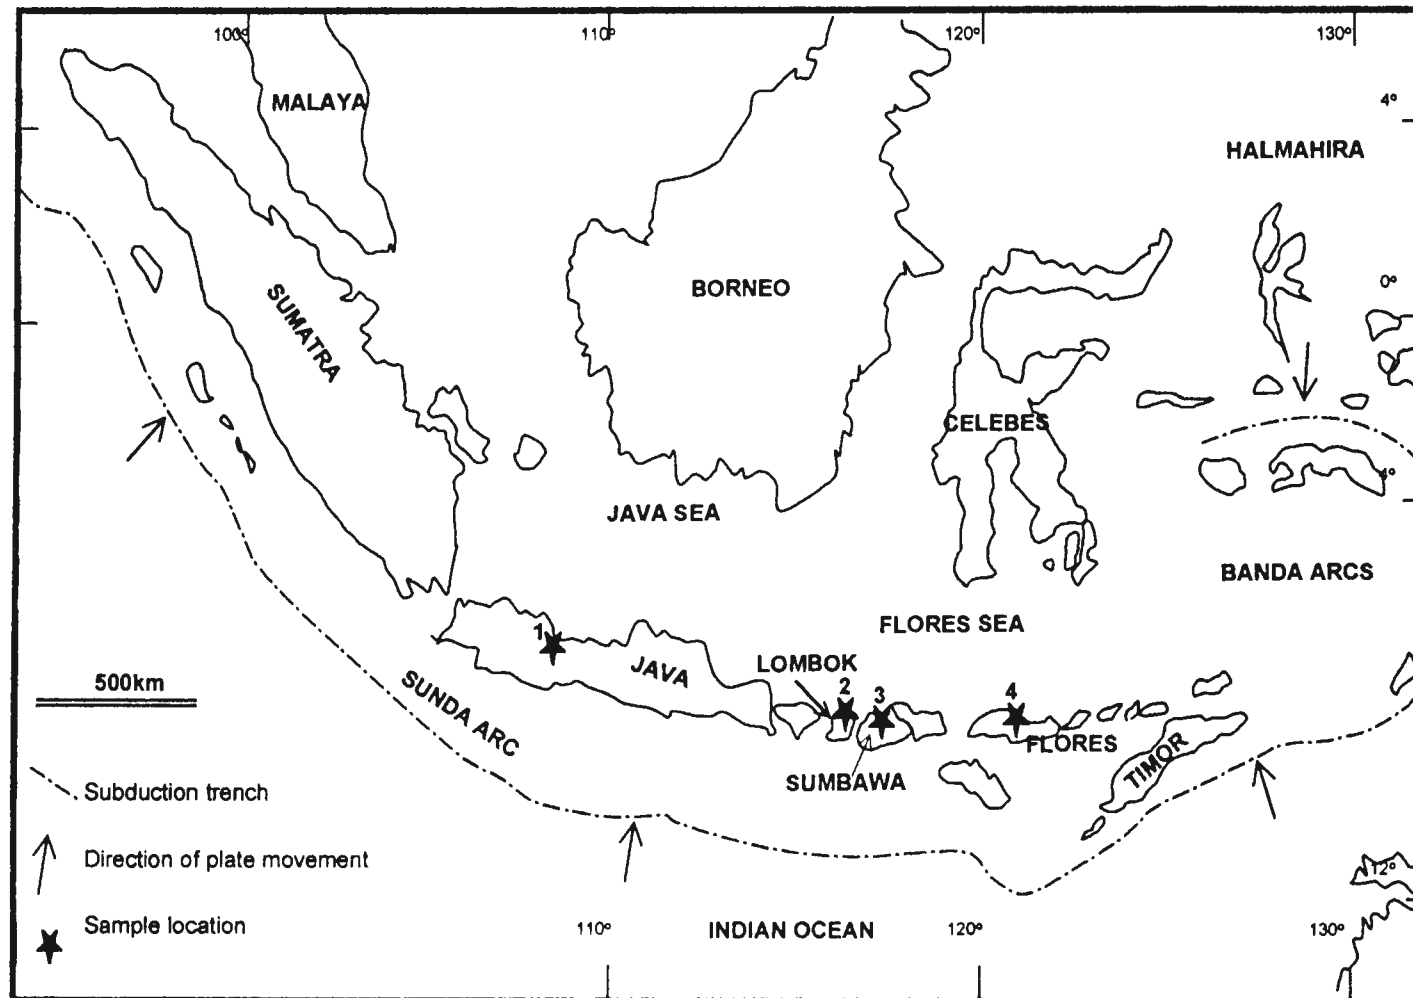 100°
110°
120°
130°
MALAYA
4°
HALMAHIRA
SUMATRA
BORNEO
0°
CELEBES
4°
JAVA SEA
BANDA ARCS
FLORES SEA
1
JAVA
LOMBOK
2
3
4
500km
SUNDA ARC
FLORES
TIMOR
SUMBAWA
Subduction trench
Direction of plate movement
12°
Sample location
110°
INDIAN OCEAN
120°
130°